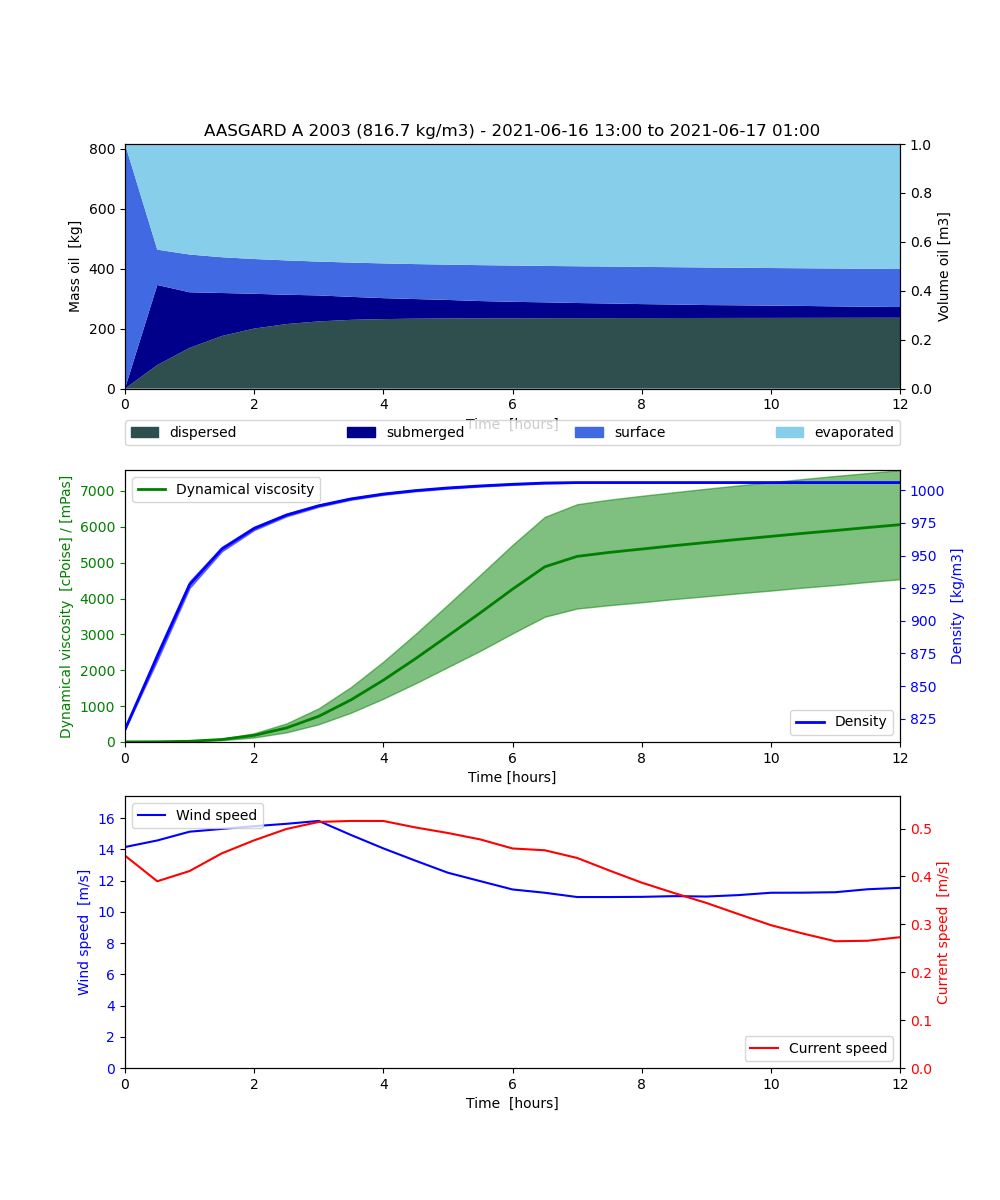 AASGARD A 2003 (816.7 kg/m3) - 2021-06-16 13:00 to 2021-06-17 01:00
Mass oil [kg]
800
600
400
200
0
Volume oil [m3]
1.0
0.8
0.6
0.4
0.2
0.0
0 2 4 6 8 10 12
Time [hours]
dispersed submerged surface evaporated
Dynamical viscosity [cPoise] / [mPas]
7000
6000
5000
4000
3000
2000
1000
0
Dynamical viscosity
Density [kg/m3]
1000
975
950
925
900
875
850
825
Density
0 2 4 6 8 10 12
Time [hours]
Wind speed [m/s]
16
14
12
10
8
6
4
2
0
Wind speed
Current speed [m/s]
0.5
0.4
0.3
0.2
0.1
0.0
Current speed
0 2 4 6 8 10 12
Time [hours]